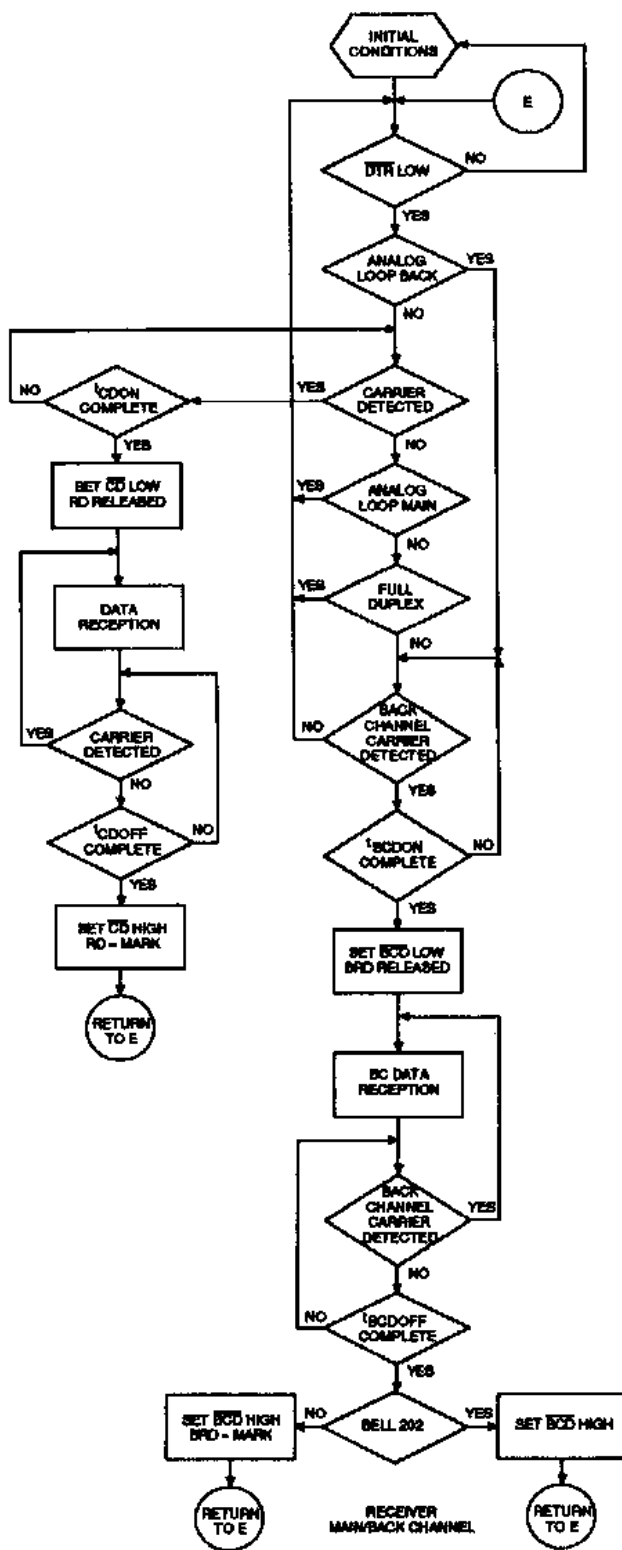 INITIAL
CONDITIONS
E
DTR LOW
NO
YES
ANALOG
LOOP BACK
YES
NO
NO
tCDON
COMPLETE
YES
CARRIER
DETECTED
YES
NO
SET CD LOW
RD RELEASED
YES
ANALOG
LOOP MAIN
NO
DATA
RECEPTION
YES
FULL
DUPLEX
NO
YES
CARRIER
DETECTED
NO
NO
BACK
CHANNEL
CARRIER
DETECTED
YES
tCDOFF
COMPLETE
NO
YES
tBCDON
COMPLETE
NO
YES
SET CD HIGH
RD = MARK
SET BCD LOW
BRD RELEASED
RETURN
TO E
BC DATA
RECEPTION
BACK
CHANNEL
CARRIER
DETECTED
YES
NO
NO
tBCDOFF
COMPLETE
YES
SET BCD HIGH
BRD = MARK
NO
BELL 202
YES
SET BCD HIGH
RETURN
TO E
RECEIVER
MAIN/BACK CHANNEL
RETURN
TO E